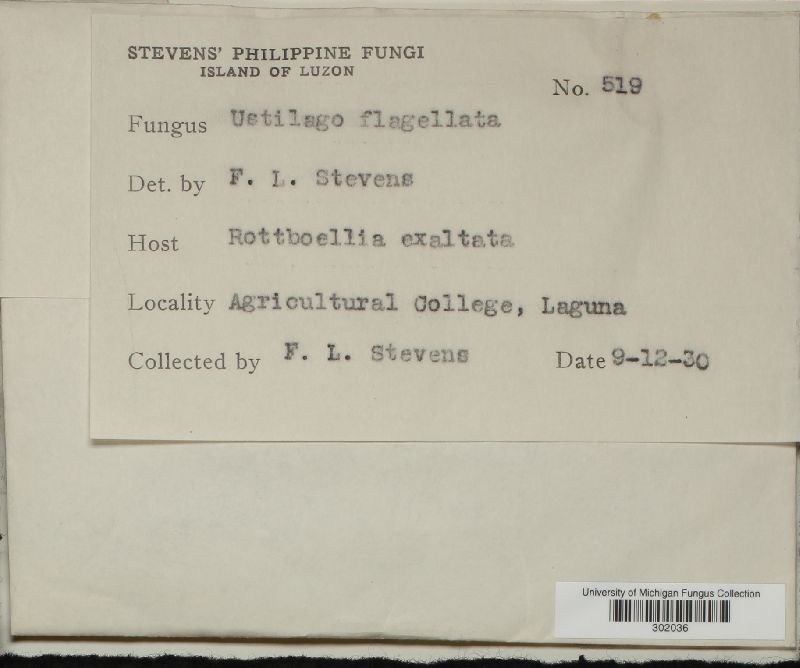 STEVENS' PHILIPPINE FUNGI
ISLAND OF LUZON
No. 519
Fungus Ustilago flagellata
Det. by F. L. Stevens
Host Rottboellia exaltata
Locality Agricultural College, Laguna
Collected by F. L. Stevens Date 9-12-30
University of Michigan Fungus Collection
302036